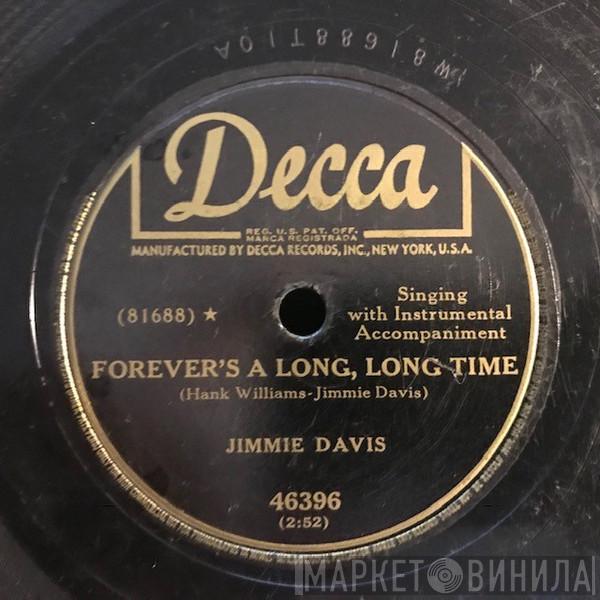 W81688T10A
Decca
REG. U.S. PAT. OFF.
MARCA REGISTRADA
MANUFACTURED BY DECCA RECORDS, INC., NEW YORK, U.S.A.
(81688) ★
Singing
with Instrumental
Accompaniment
FOREVER'S A LONG, LONG TIME
(Hank Williams-Jimmie Davis)
JIMMIE DAVIS
46396
(2:52)
МАРКЕТ ВИНИЛА